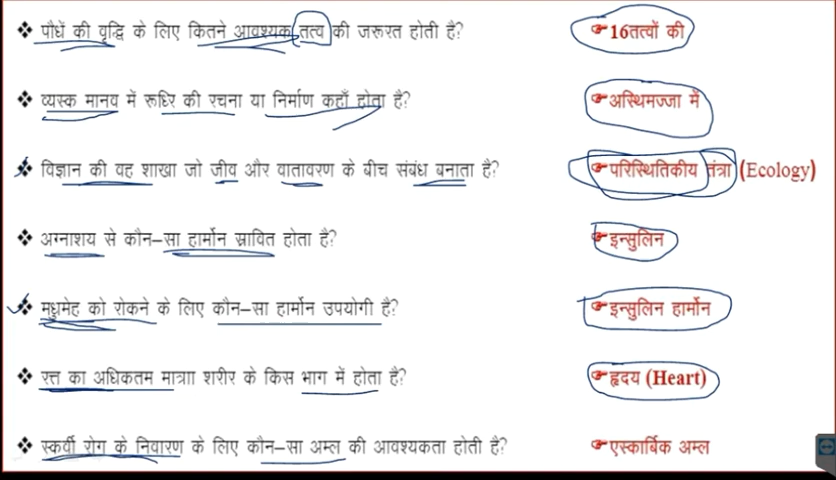 ❖ पौधें की वृद्धि के लिए कितने आवश्यक तत्व की जरूरत होती है? ☞ 16तत्वों की
❖ व्यस्क मानव में रूध्रि की रचना या निर्माण कहाँ होता है? ☞ अस्थिमज्जा में
❖ विज्ञान की वह शाखा जो जीव और वातावरण के बीच संबंध बनाता है? ☞ परिस्थितिकीय तंत्रा (Ecology)
❖ अग्नाशय से कौन–सा हार्मोन स्रावित होता है? ☞ इन्सुलिन
❖ मधुमेह को रोकने के लिए कौन–सा हार्मोन उपयोगी है? ☞ इन्सुलिन हार्मोन
❖ रत्त का अधिकतम मात्राा शरीर के किस भाग में होता है? ☞ हृदय (Heart)
❖ स्कर्वी रोग के निवारण के लिए कौन–सा अम्ल की आवश्यकता होती है? ☞ एस्कार्बिक अम्ल